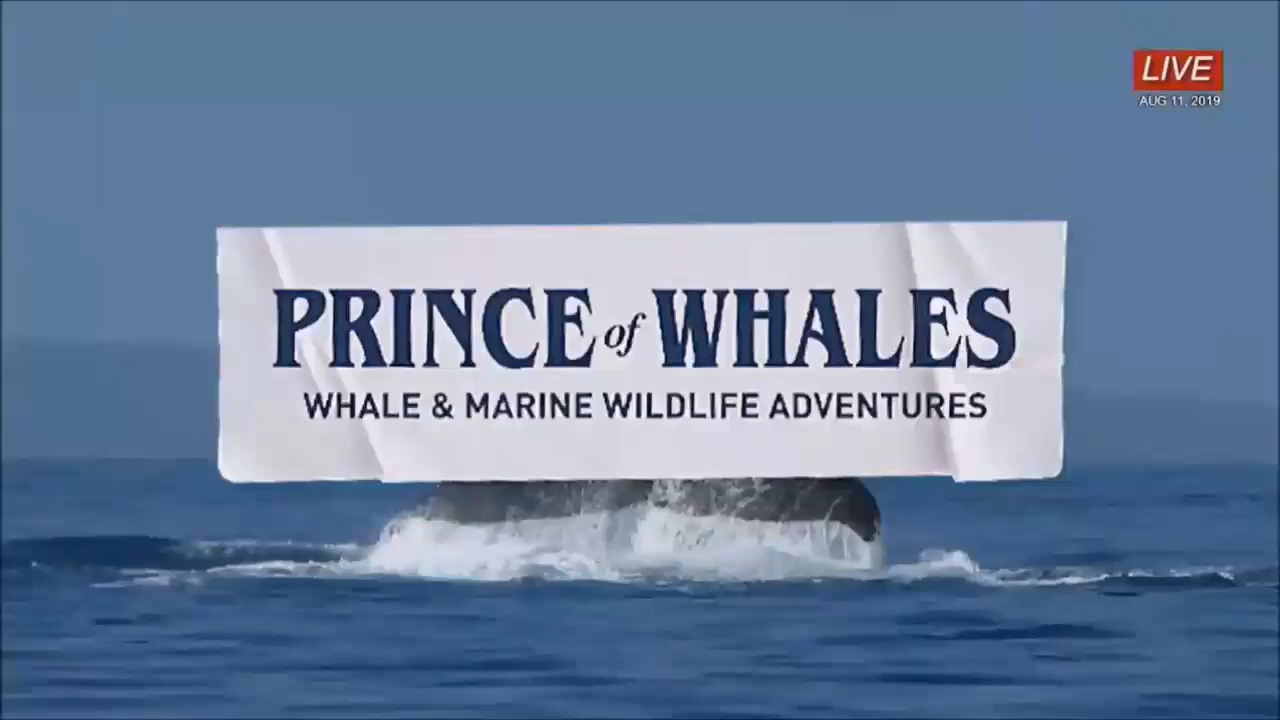 LIVE
AUG 11, 2019
PRINCE of WHALES
WHALE & MARINE WILDLIFE ADVENTURES